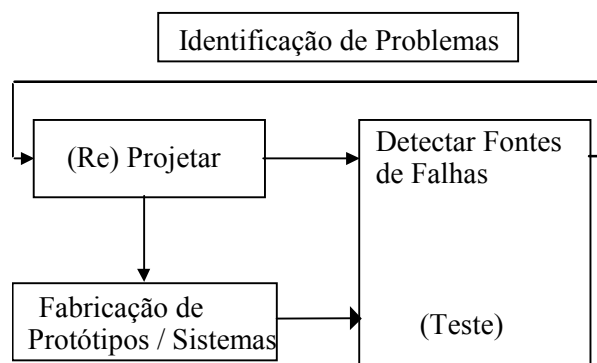 Identificação de Problemas
(Re) Projetar
Detectar Fontes
de Falhas
Fabricação de
Protótipos / Sistemas
(Teste)